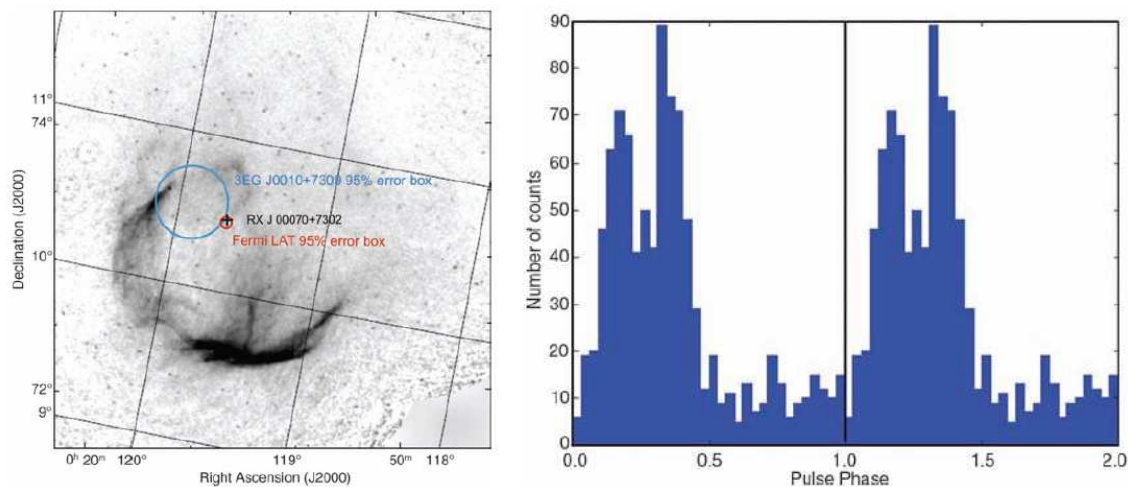 11°
74°
3EG J0010+7309 95% error box
RX J 00070+7302
Fermi LAT 95% error box
10°
72°
9°
0ʰ 20ᵐ 120° 119° 50ᵐ 118°
Declination (J2000)
Right Ascension (J2000)
90
80
70
60
50
40
30
20
10
0
0.0 0.5 1.0 1.5 2.0
Number of counts
Pulse Phase